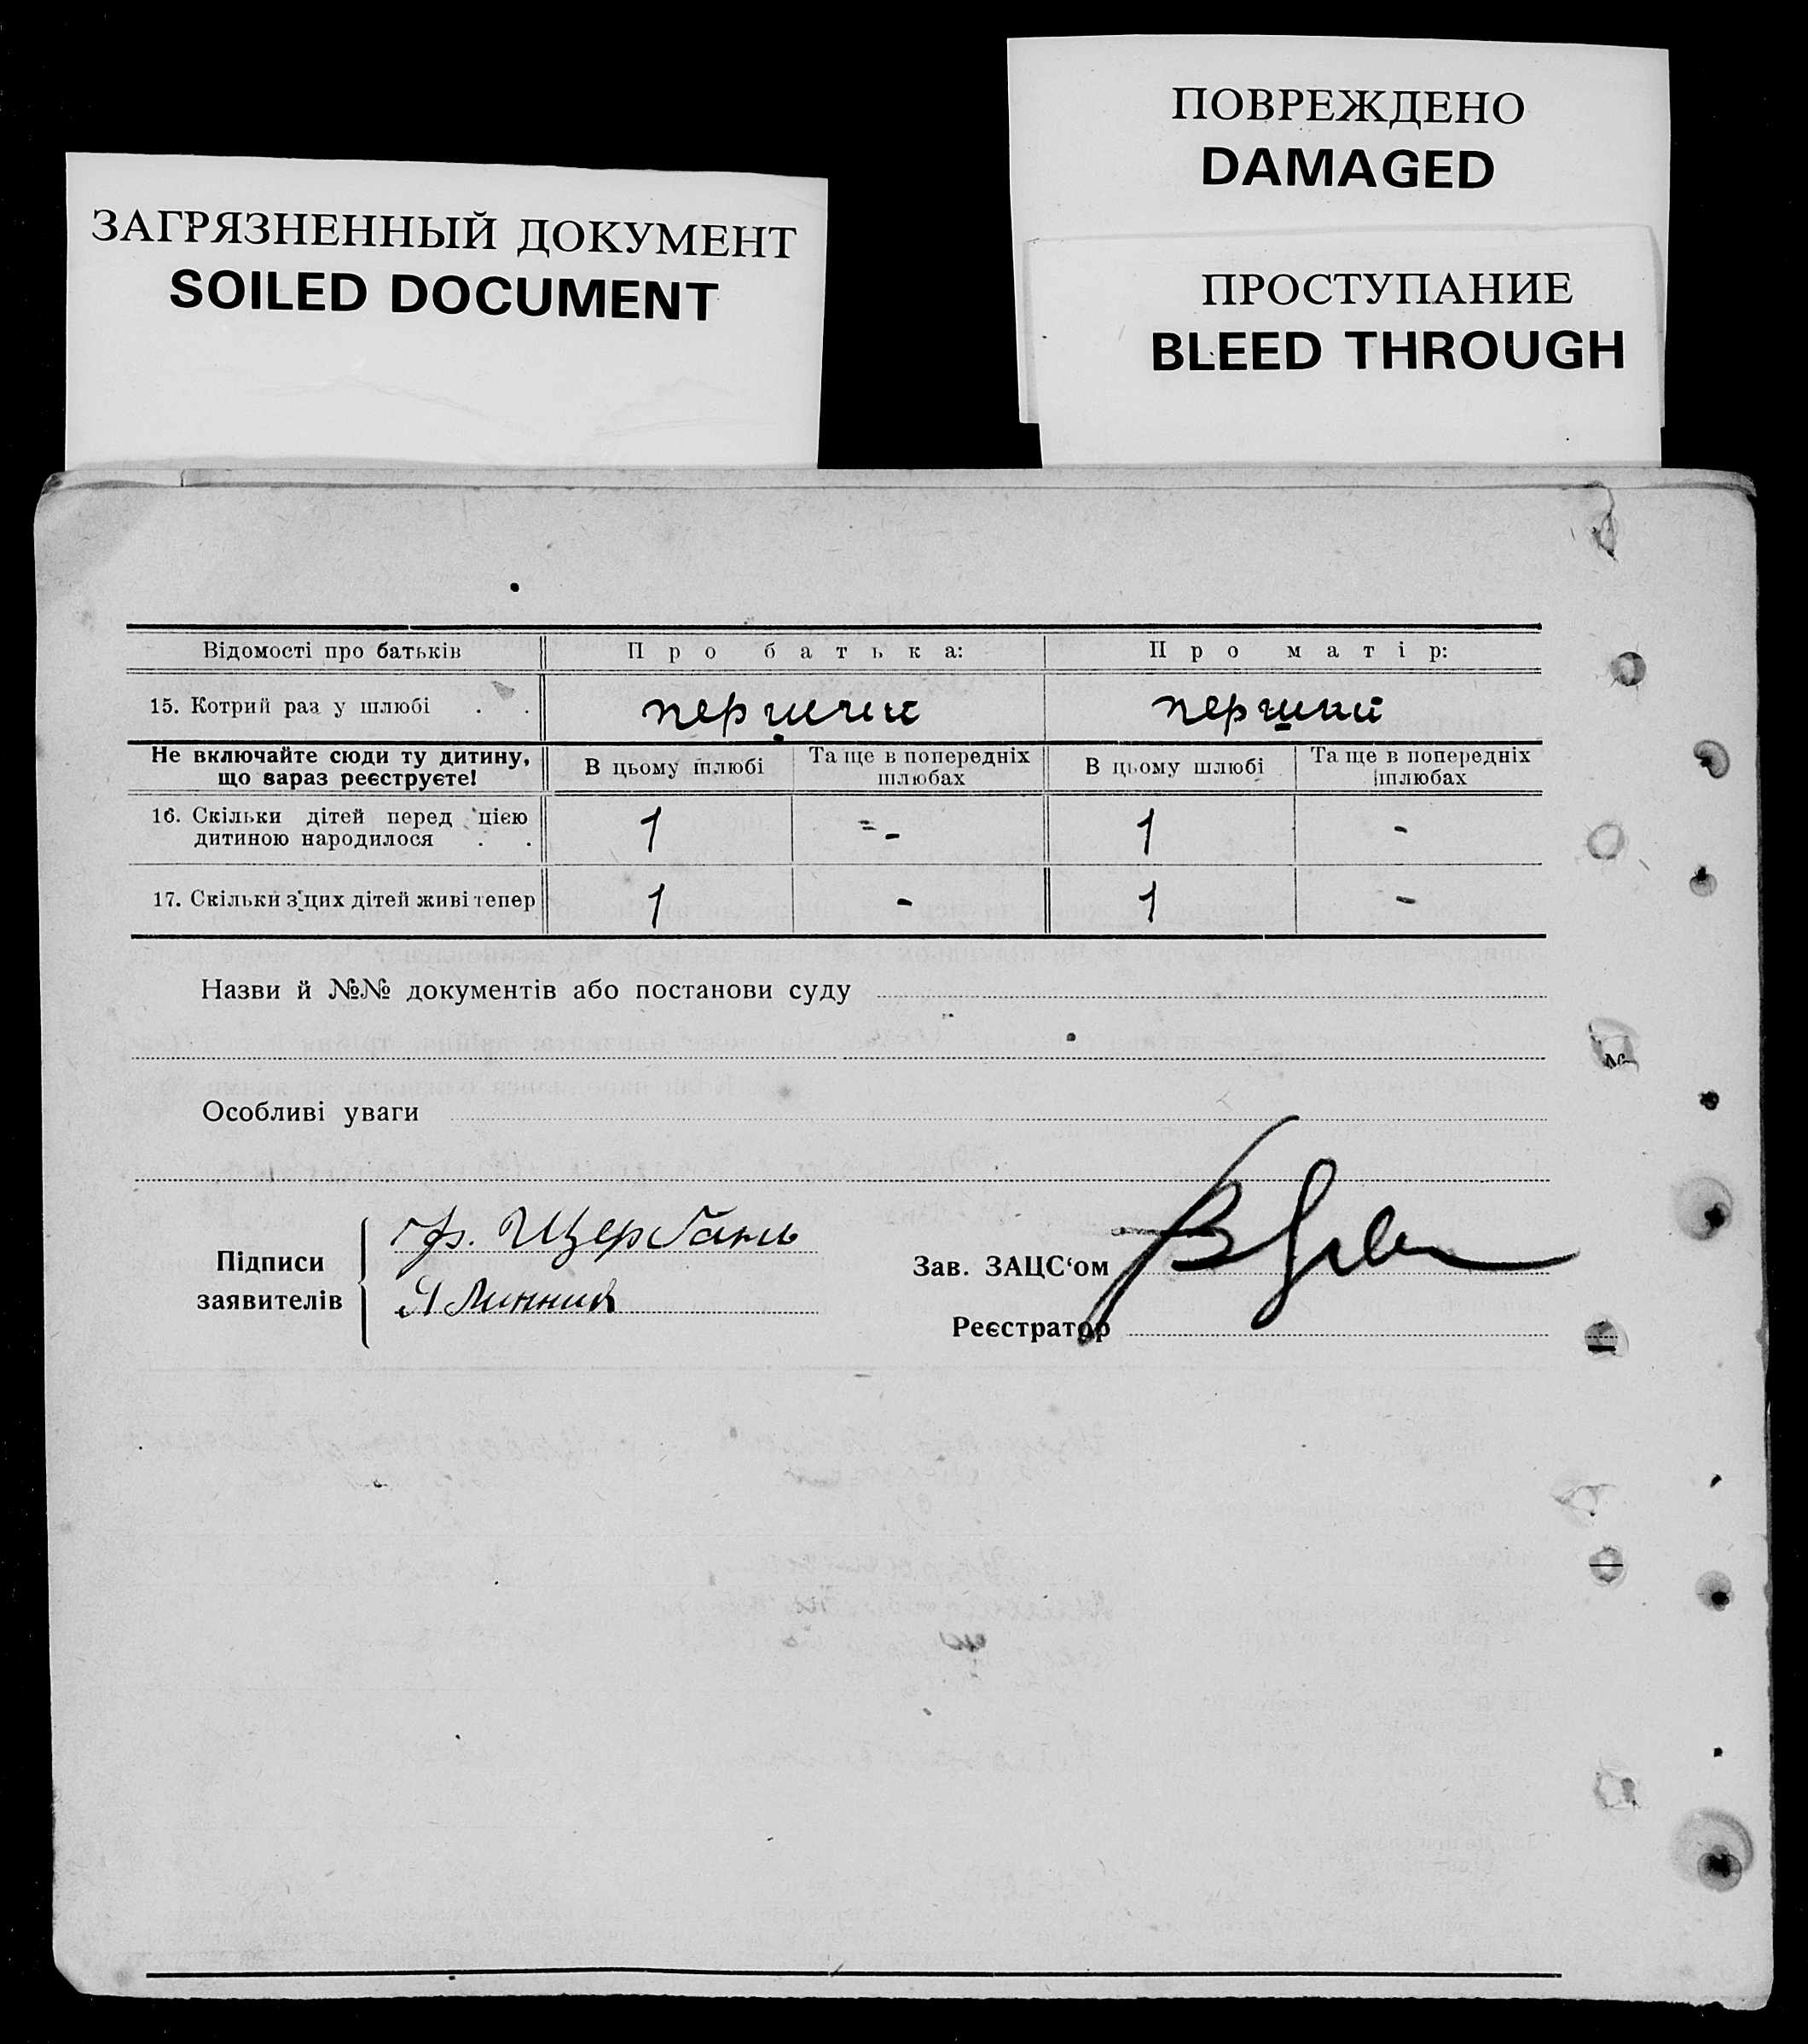 ПОВРЕЖДЕНО
DAMAGED
ЗАГРЯЗНЕННЫЙ ДОКУМЕНТ
SOILED DOCUMENT
ПРОСТУПАНИЕ
BLEED THROUGH
Відомості про батьків Про батька: Про матір:
15. Котрий раз у шлюбі . . перший перший
Не включайте сюди ту дитину, що зараз реєструєте!
В цьому шлюбі Та ще в попередніх шлюбах В цьому шлюбі Та ще в попередніх шлюбах
16. Скільки дітей перед цією
дитиною народилося . . 1 - 1 -
17. Скільки з цих дітей живі тепер 1 - 1 -
Назви й №№ документів або постанови суду
Особливі уваги
Підписи
заявителів
гр. Щербань
Я Линник
Зав. ЗАЦС‘ом
Реєстратор